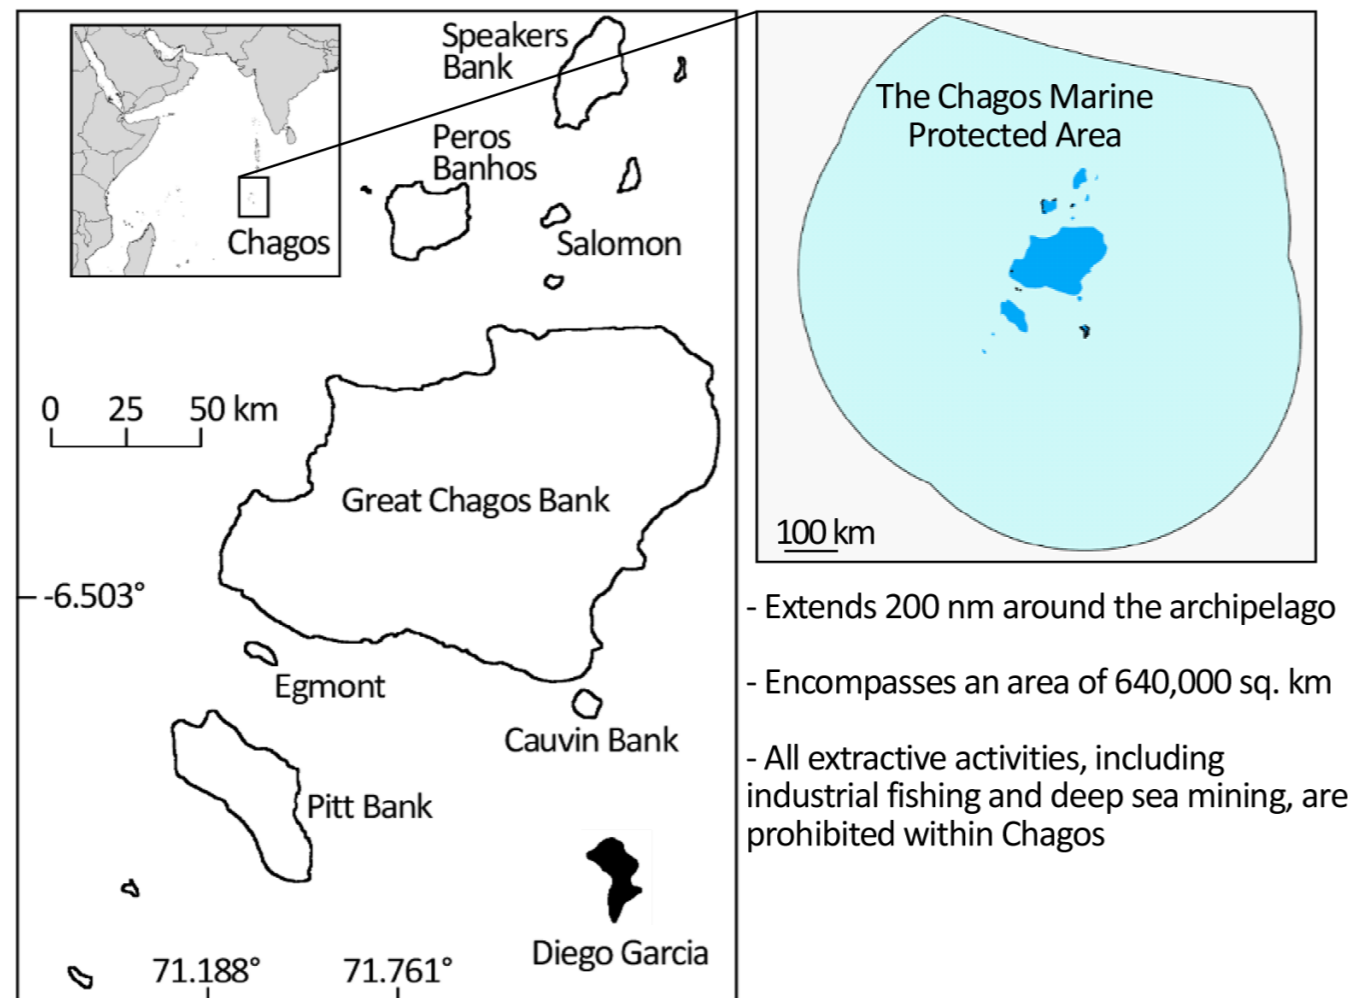 Speakers
Bank
Peros
Banhos
Chagos
Salomon
0 25 50 km
Great Chagos Bank
-6.503°
Egmont
Cauvin Bank
Pitt Bank
Diego Garcia
71.188° 71.761°
The Chagos Marine
Protected Area
100 km
- Extends 200 nm around the archipelago
- Encompasses an area of 640,000 sq. km
- All extractive activities, including
industrial fishing and deep sea mining, are
prohibited within Chagos